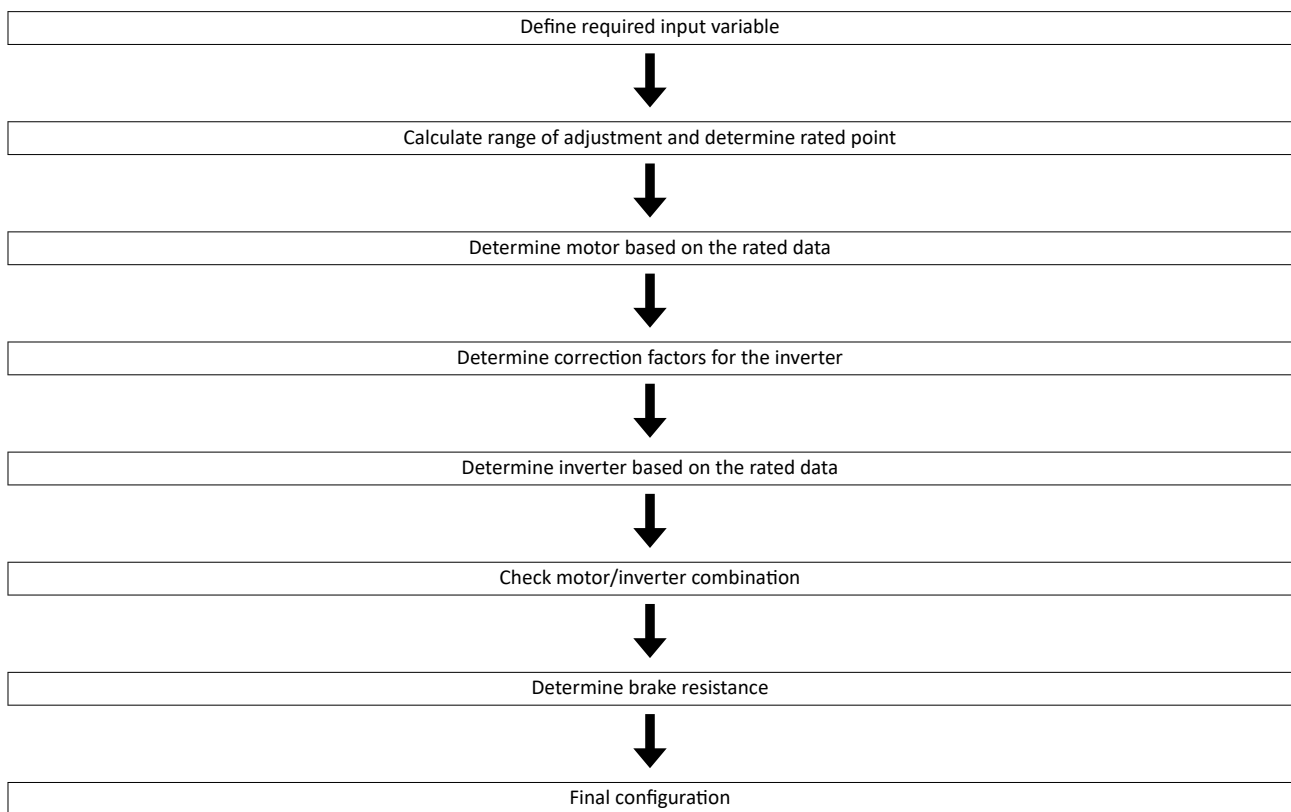 Define required input variable
Calculate range of adjustment and determine rated point
Determine motor based on the rated data
Determine correction factors for the inverter
Determine inverter based on the rated data
Check motor/inverter combination
Determine brake resistance
Final configuration